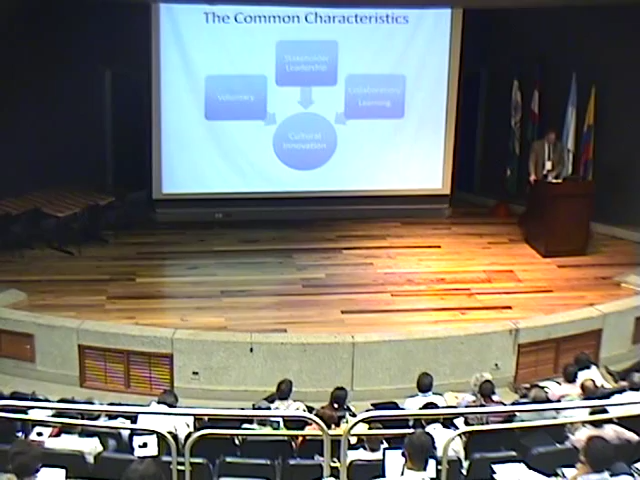 The Common Characteristics
Stakeholder
Leadership
Voluntary
Collaborative
Learning
Cultural
Innovation